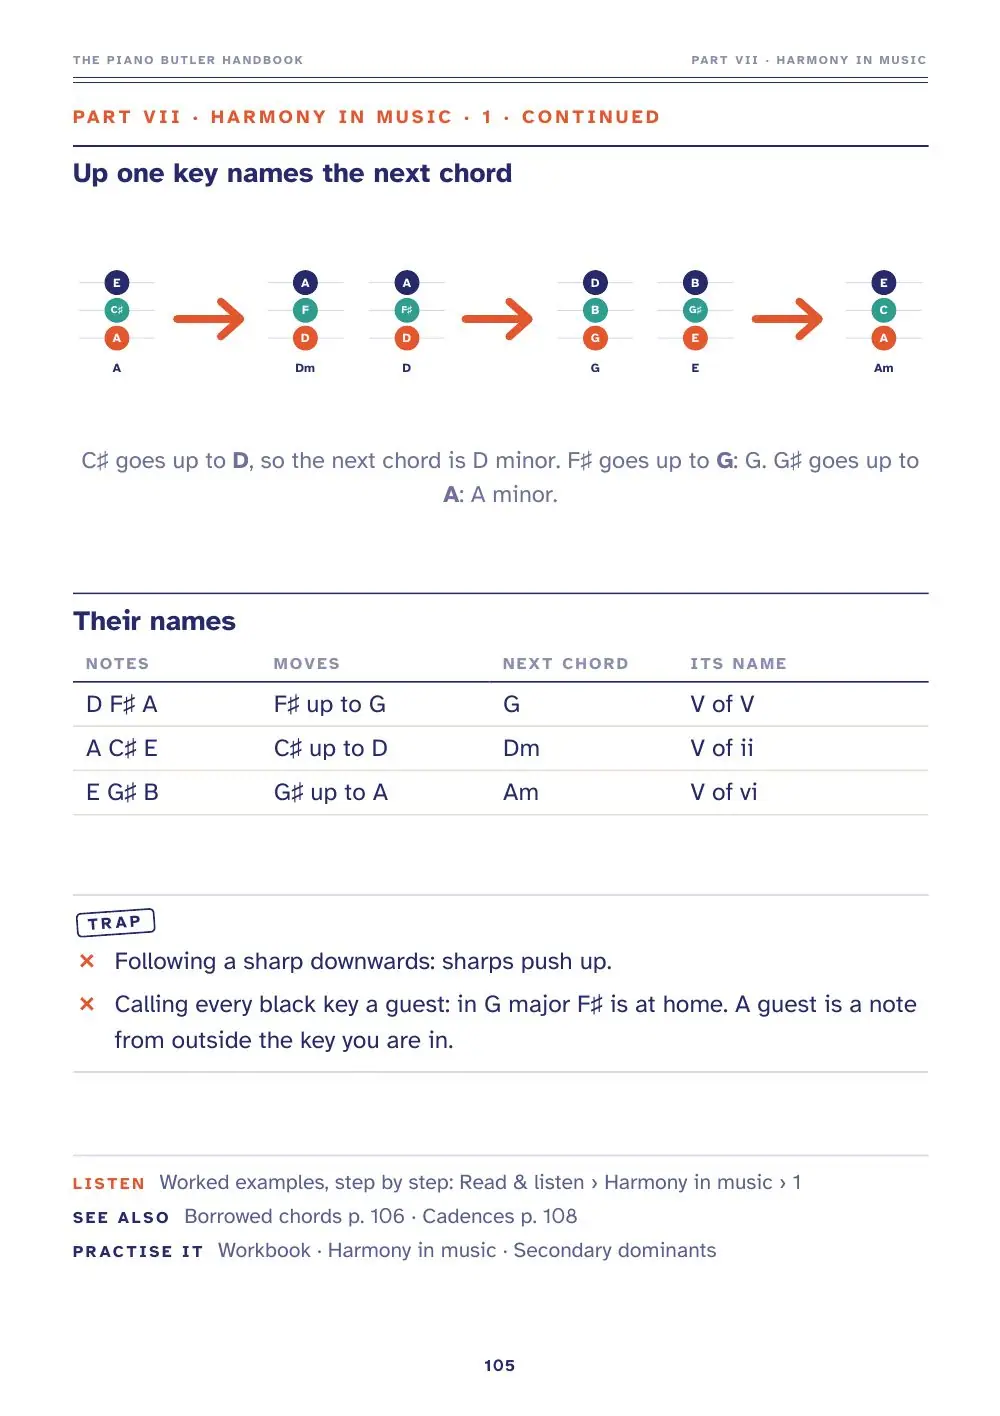 THE PIANO BUTLER HANDBOOK
PART VII · HARMONY IN MUSIC
PART VII · HARMONY IN MUSIC · 1 · CONTINUED
Up one key names the next chord
E A A D B E
C♯ F F♯ B G♯ C
A D D G E A
A Dm D G E Am
C♯ goes up to D, so the next chord is D minor. F♯ goes up to G: G. G♯ goes up to
A: A minor.
Their names
NOTES MOVES NEXT CHORD ITS NAME
D F♯ A F♯ up to G G V of V
A C♯ E C♯ up to D Dm V of ii
E G♯ B G♯ up to A Am V of vi
TRAP
× Following a sharp downwards: sharps push up.
× Calling every black key a guest: in G major F♯ is at home. A guest is a note
from outside the key you are in.
LISTEN Worked examples, step by step: Read & listen › Harmony in music › 1
SEE ALSO Borrowed chords p. 106 · Cadences p. 108
PRACTISE IT Workbook · Harmony in music · Secondary dominants
105